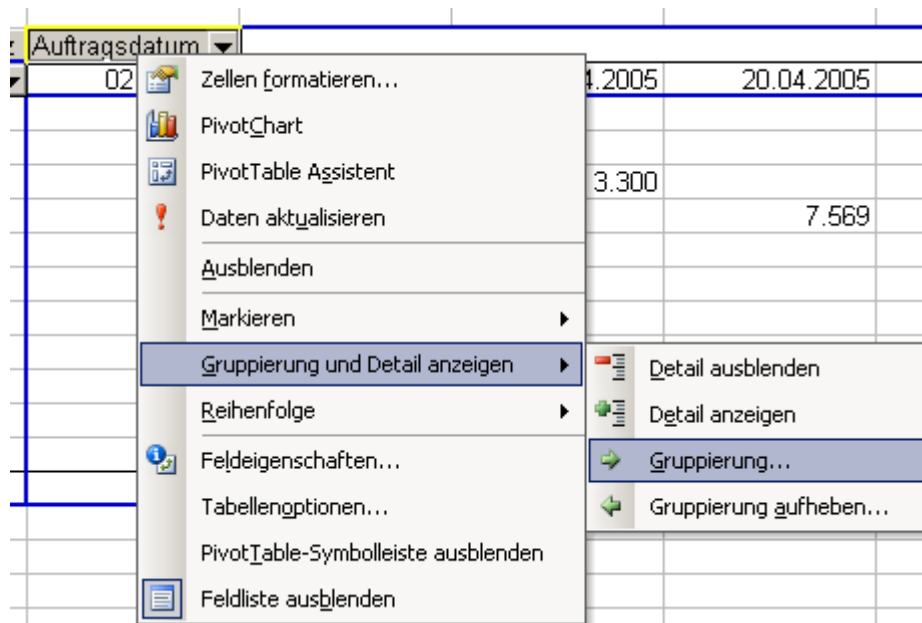 Auftragsdatum
02 4.2005 20.04.2005
Zellen formatieren...
PivotChart
PivotTable Assistent
3.300
Daten aktualisieren
7.569
Ausblenden
Markieren
Gruppierung und Detail anzeigen
Detail ausblenden
Reihenfolge
Detail anzeigen
Feldeigenschaften...
Gruppierung...
Tabellenoptionen...
Gruppierung aufheben...
PivotTable-Symbolleiste ausblenden
Feldliste ausblenden